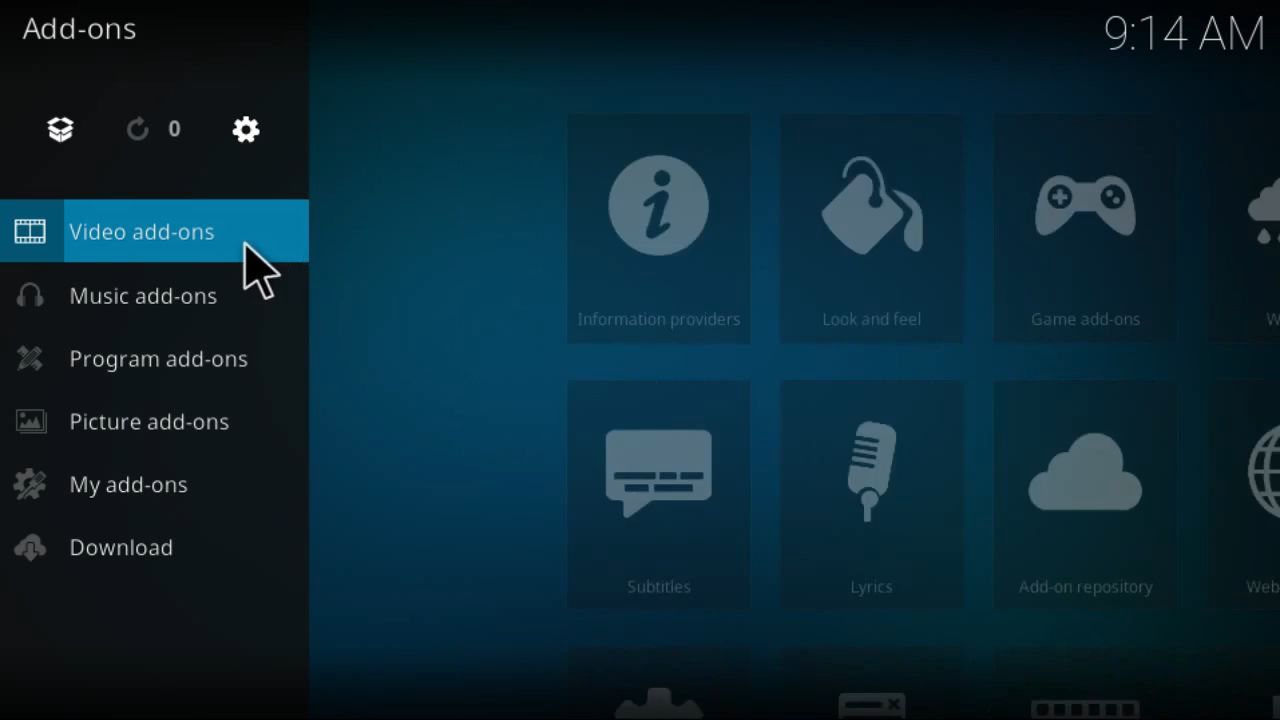 Add-ons
9:14 AM
0
Video add-ons
Music add-ons
Program add-ons
Picture add-ons
My add-ons
Download
Information providers
Look and feel
Game add-ons
W
Subtitles
Lyrics
Add-on repository
Web